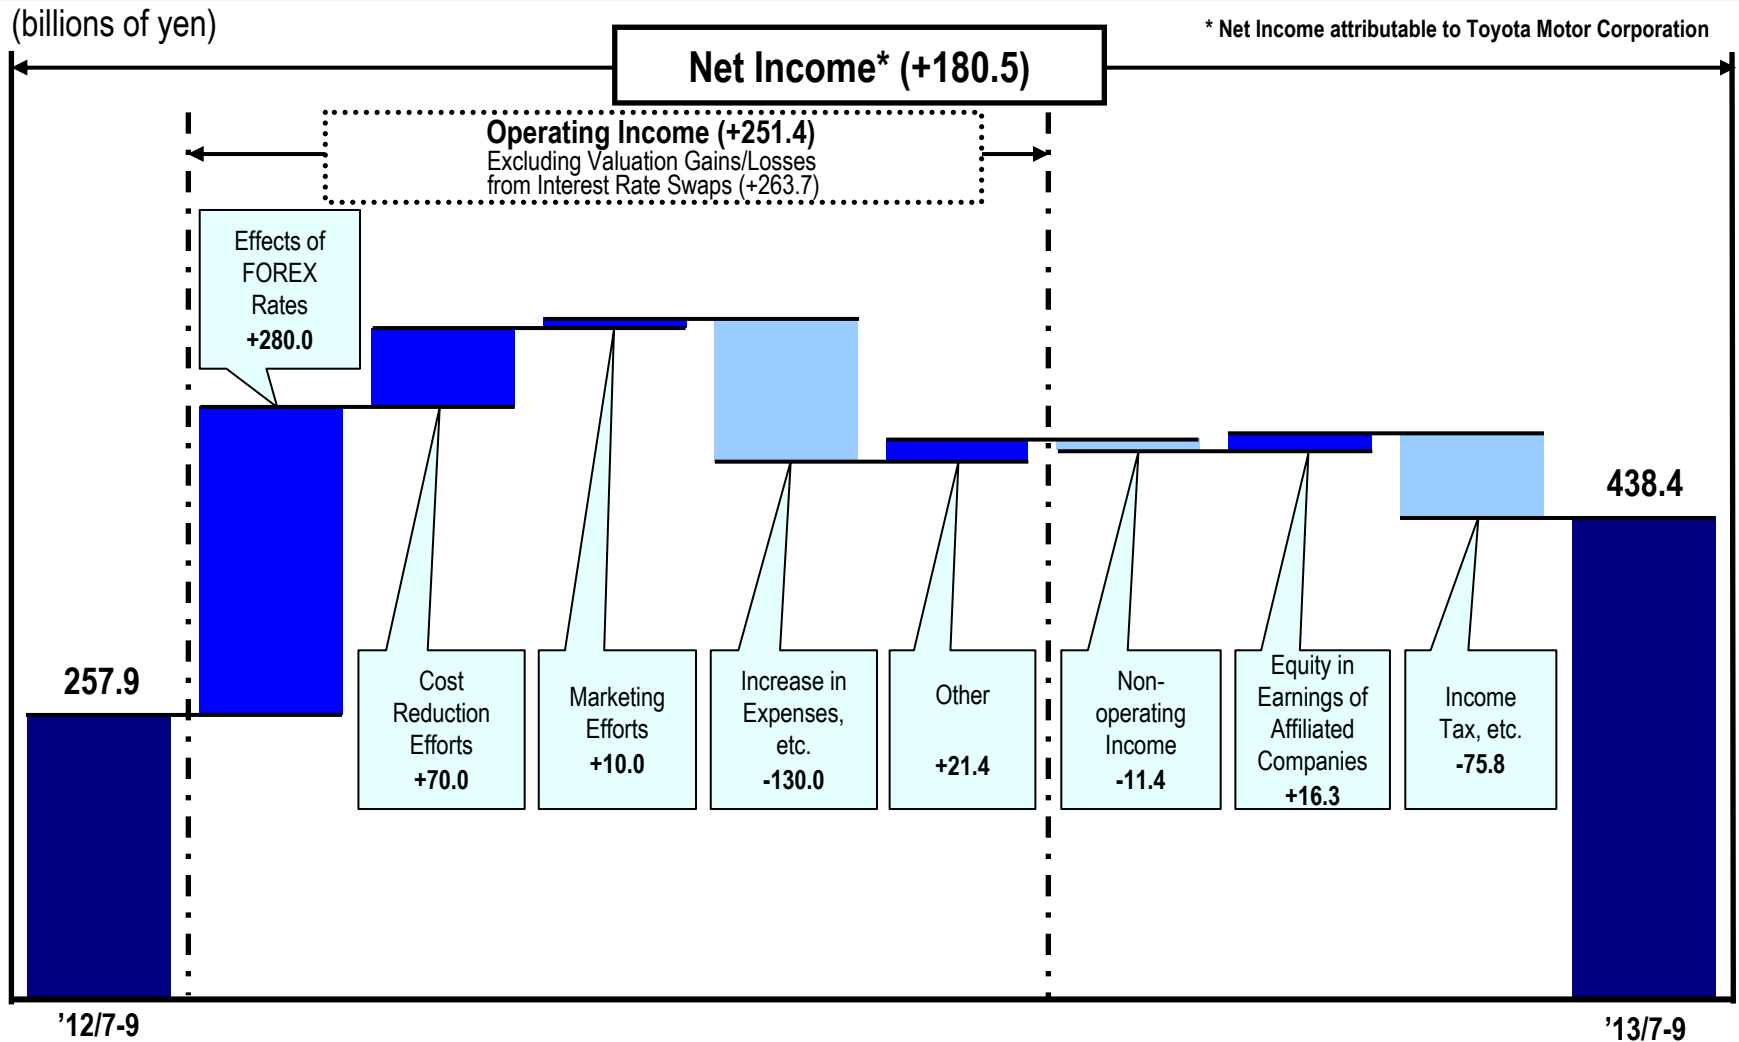 (billions of yen)
* Net Income attributable to Toyota Motor Corporation
Net Income* (+180.5)
Operating Income (+251.4)
Excluding Valuation Gains/Losses
from Interest Rate Swaps (+263.7)
Effects of
FOREX
Rates
+280.0
438.4
257.9
Cost
Reduction
Efforts
+70.0
Marketing
Efforts
+10.0
Increase in
Expenses,
etc.
-130.0
Other
+21.4
Non-
operating
Income
-11.4
Equity in
Earnings of
Affiliated
Companies
+16.3
Income
Tax, etc.
-75.8
’12/7-9
’13/7-9